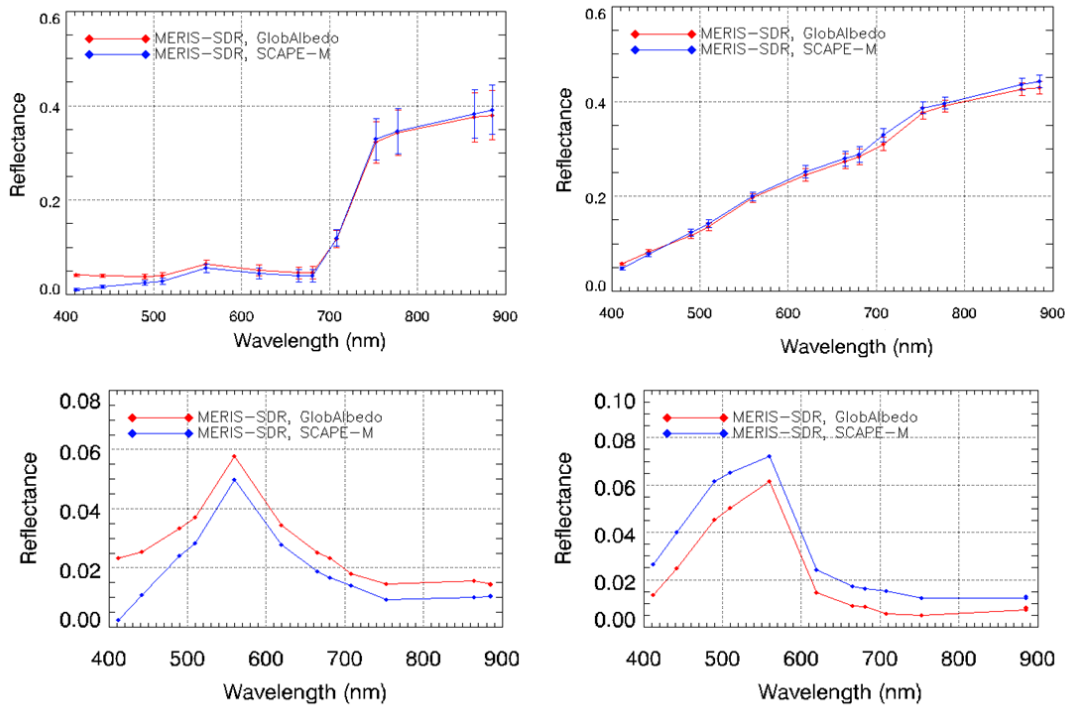 0.6
MERIS-SDR, GlobAlbedo
MERIS-SDR, SCAPE-M
0.4
0.2
0.0
Reflectance
400 500 600 700 800 900
Wavelength (nm)
0.6
MERIS-SDR, GlobAlbedo
MERIS-SDR, SCAPE-M
0.4
0.2
0.0
Reflectance
400 500 600 700 800 900
Wavelength (nm)
0.08
MERIS-SDR, GlobAlbedo
MERIS-SDR, SCAPE-M
0.06
0.04
0.02
0.00
Reflectance
400 500 600 700 800 900
Wavelength (nm)
0.10
MERIS-SDR, GlobAlbedo
MERIS-SDR, SCAPE-M
0.08
0.06
0.04
0.02
0.00
Reflectance
400 500 600 700 800 900
Wavelength (nm)